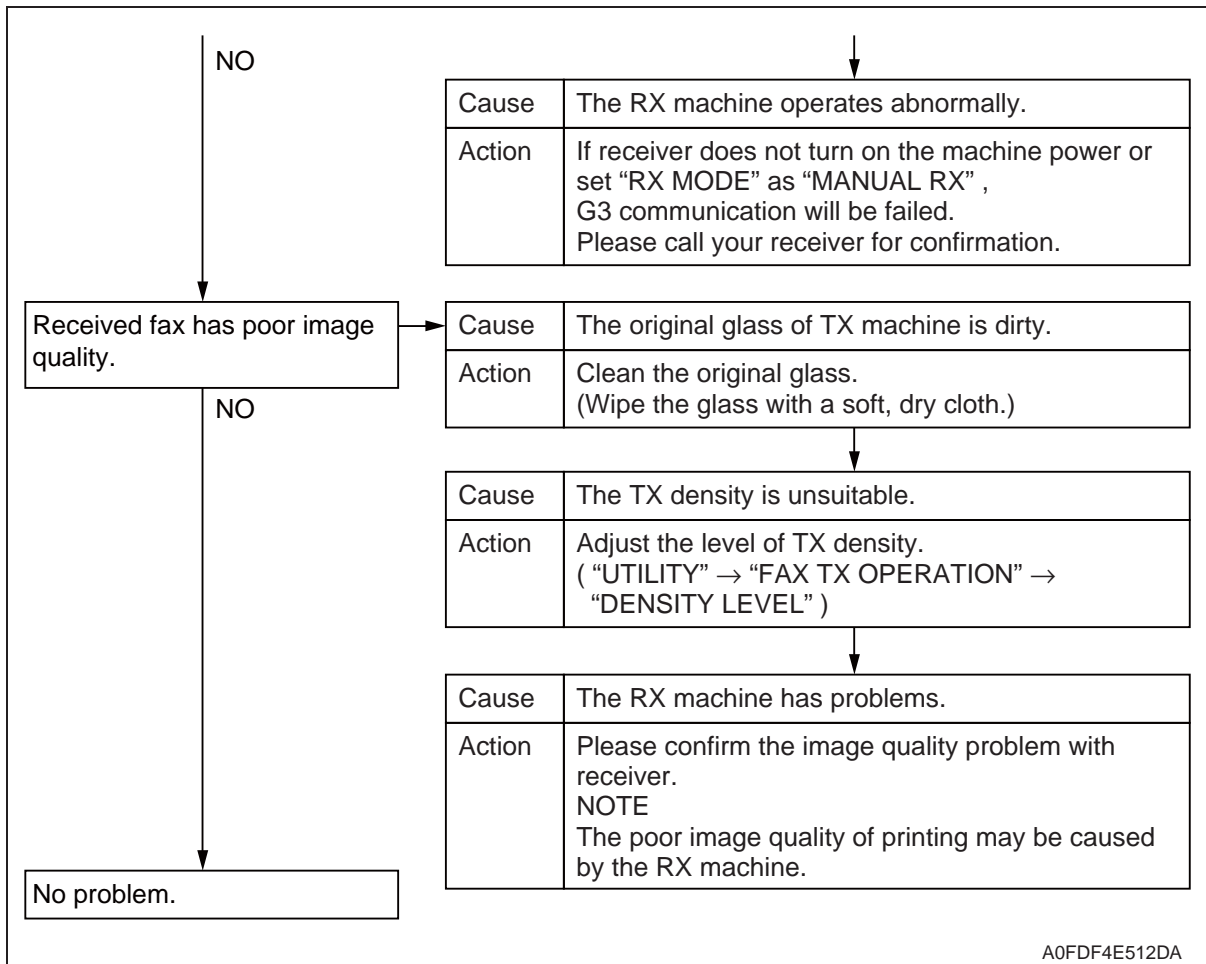 NO
Cause
The RX machine operates abnormally.
Action
If receiver does not turn on the machine power or
set “RX MODE” as “MANUAL RX” ,
G3 communication will be failed.
Please call your receiver for confirmation.
Received fax has poor image
quality.
Cause
The original glass of TX machine is dirty.
Action
Clean the original glass.
(Wipe the glass with a soft, dry cloth.)
NO
Cause
The TX density is unsuitable.
Action
Adjust the level of TX density.
( “UTILITY” → “FAX TX OPERATION” →
“DENSITY LEVEL” )
Cause
The RX machine has problems.
Action
Please confirm the image quality problem with
receiver.
NOTE
The poor image quality of printing may be caused
by the RX machine.
No problem.
A0FDF4E512DA